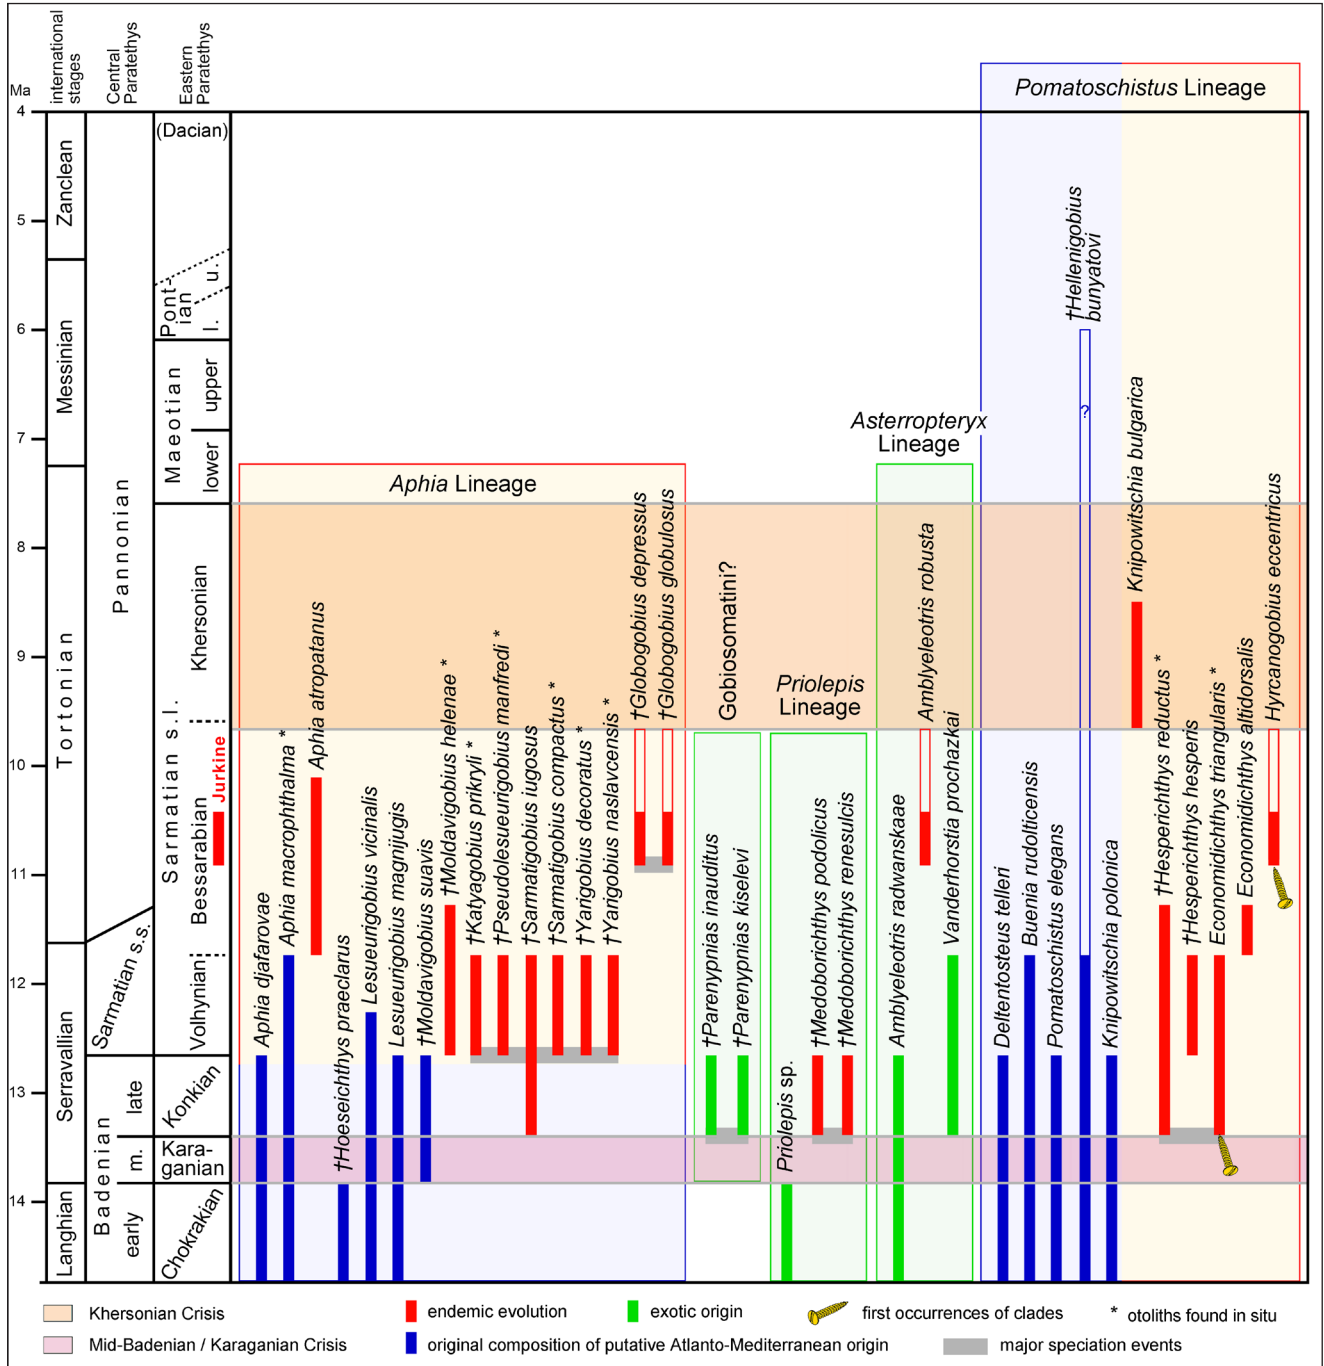 Ma
international
stages
Central
Paratethys
Eastern
Paratethys
4
5
6
7
8
9
10
11
12
13
14
Zanclean
Messinian
Tortonian
Serravallian
Langhian
Pannonian
Sarmatian s.s.
Badenian
late
m.
early
(Dacian)
Pont-
ian
u.
l.
Maeotian
upper
lower
Sarmatian s.l.
Khersonian
Bessarabian
Jurkine
Volhynian
Konkian
Kara-
ganian
Chokrakian
Aphia Lineage
Aphia djafarovae
Aphia macrophthalma *
Aphia atropatanus
†Hoeseichthys praeclarus
Lesueurigobius vicinalis
Lesueurigobius magnijugis
†Moldavigobius suavis
†Moldavigobius helenae *
†Katyagobius prikryli *
†Pseudolesueurigobius manfredi *
†Sarmatigobius iugosus
†Sarmatigobius compactus *
†Yarigobius decoratus *
†Yarigobius naslavcensis *
†Globogobius depressus
†Globogobius globulosus
Gobiosomatini?
†Parenypnias inauditus
†Parenypnias kiselevi
Priolepis
Lineage
Priolepis sp.
†Medoborichthys podolicus
†Medoborichthys renesulcis
Asterropteryx
Lineage
Amblyeleotris radwanskae
Amblyeleotris robusta
Vanderhorstia prochazkai
Pomatoschistus Lineage
Deltentosteus telleri
Buenia rudolticensis
Pomatoschistus elegans
†Hellenigobius
bunyatovi
?
Knipowitschia polonica
Knipowitschia bulgarica
†Hesperichthys reductus *
†Hesperichthys hesperis
Economidichthys triangularis *
Economidichthys altidorsalis
Hyrcanogobius eccentricus
Khersonian Crisis
endemic evolution
exotic origin
first occurrences of clades
* otoliths found in situ
Mid-Badenian / Karaganian Crisis
original composition of putative Atlanto-Mediterranean origin
major speciation events